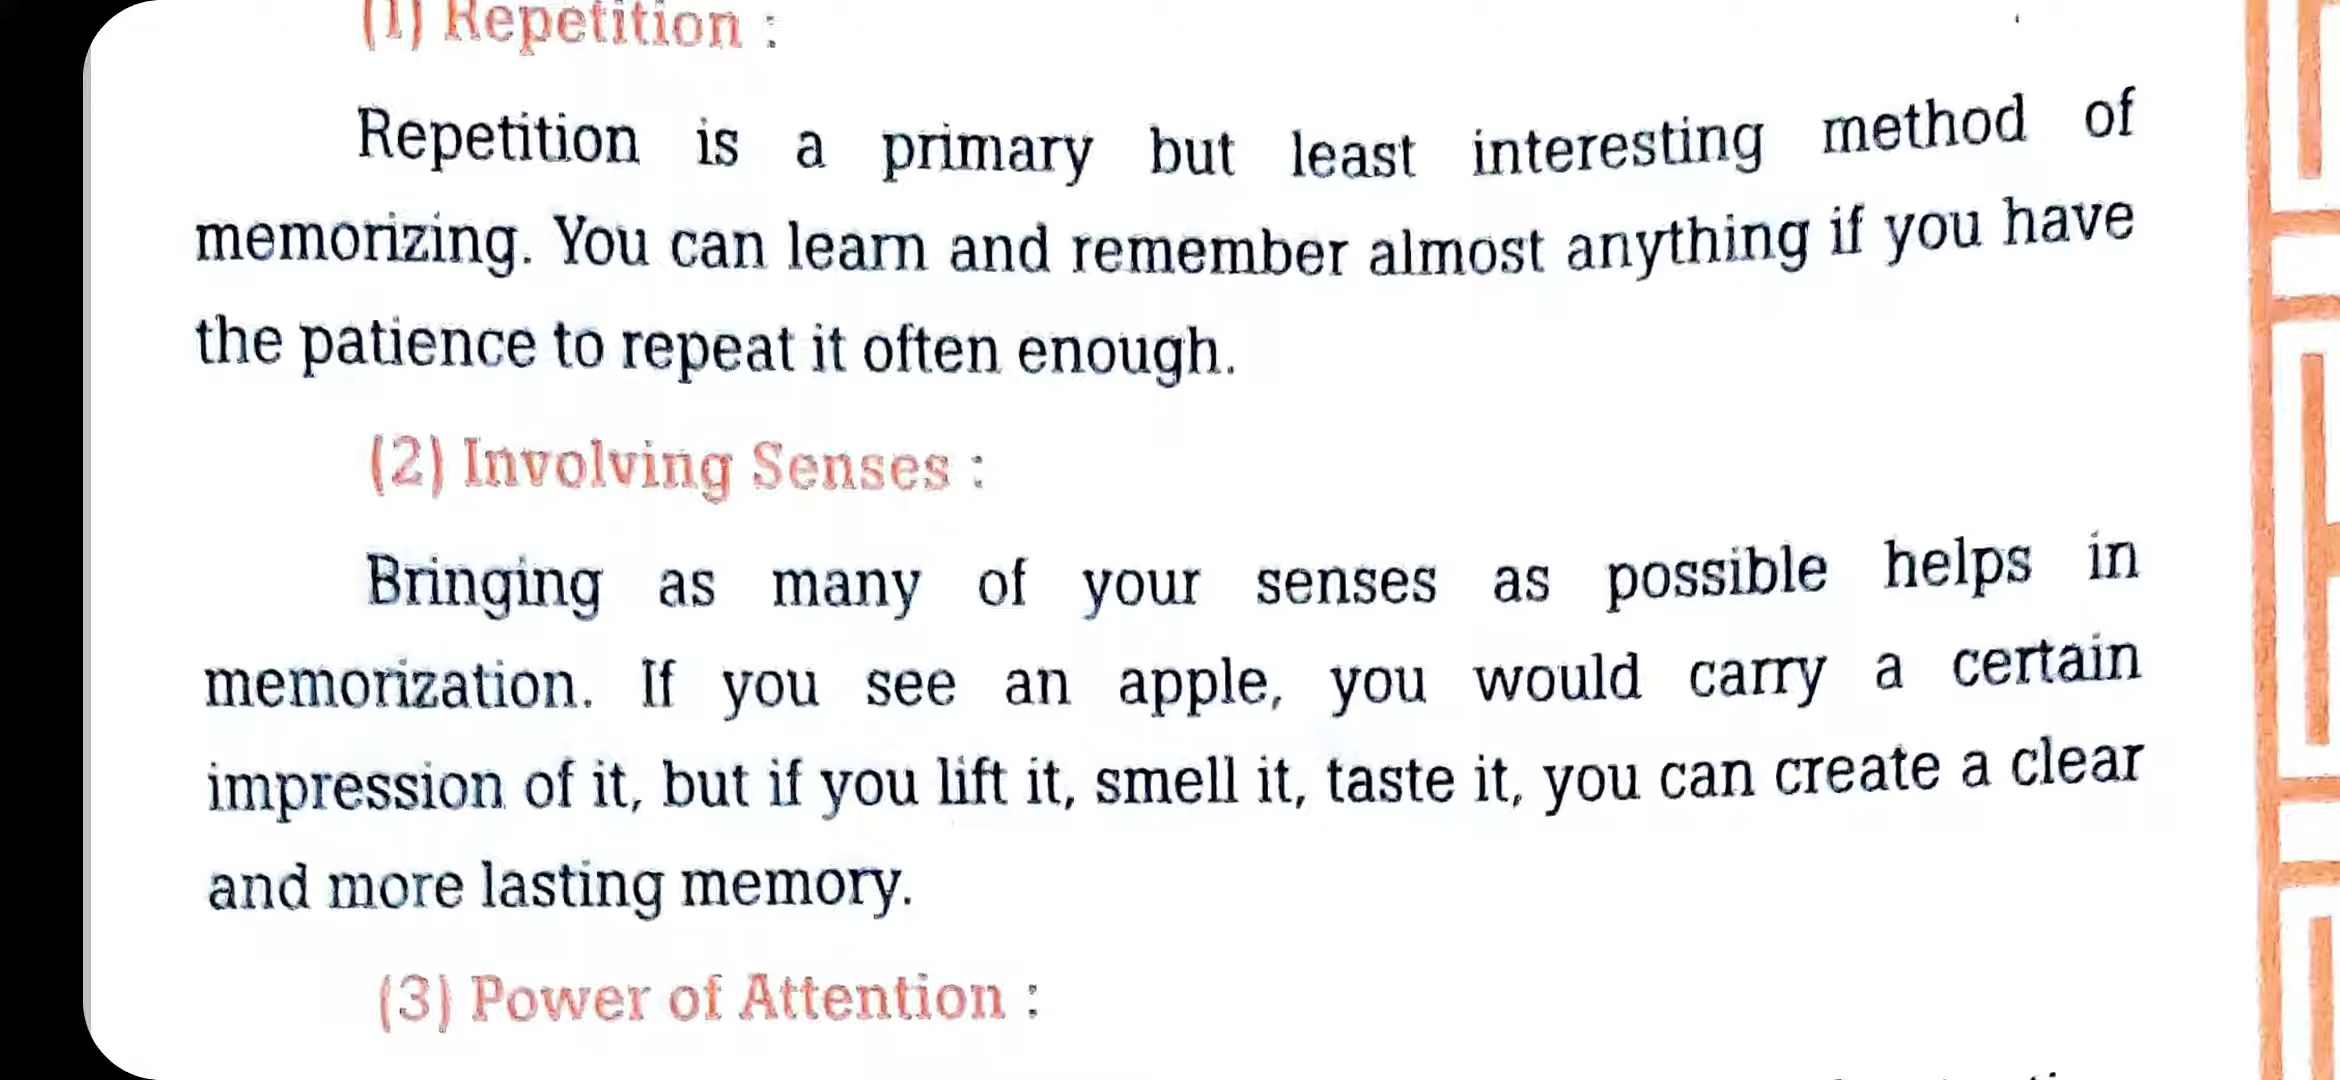 (1) Repetition :
Repetition is a primary but least interesting method of
memorizing. You can learn and remember almost anything if you have
the patience to repeat it often enough.
(2) Involving Senses :
Bringing as many of your senses as possible helps in
memorization. If you see an apple, you would carry a certain
impression of it, but if you lift it, smell it, taste it, you can create a clear
and more lasting memory.
(3) Power of Attention :